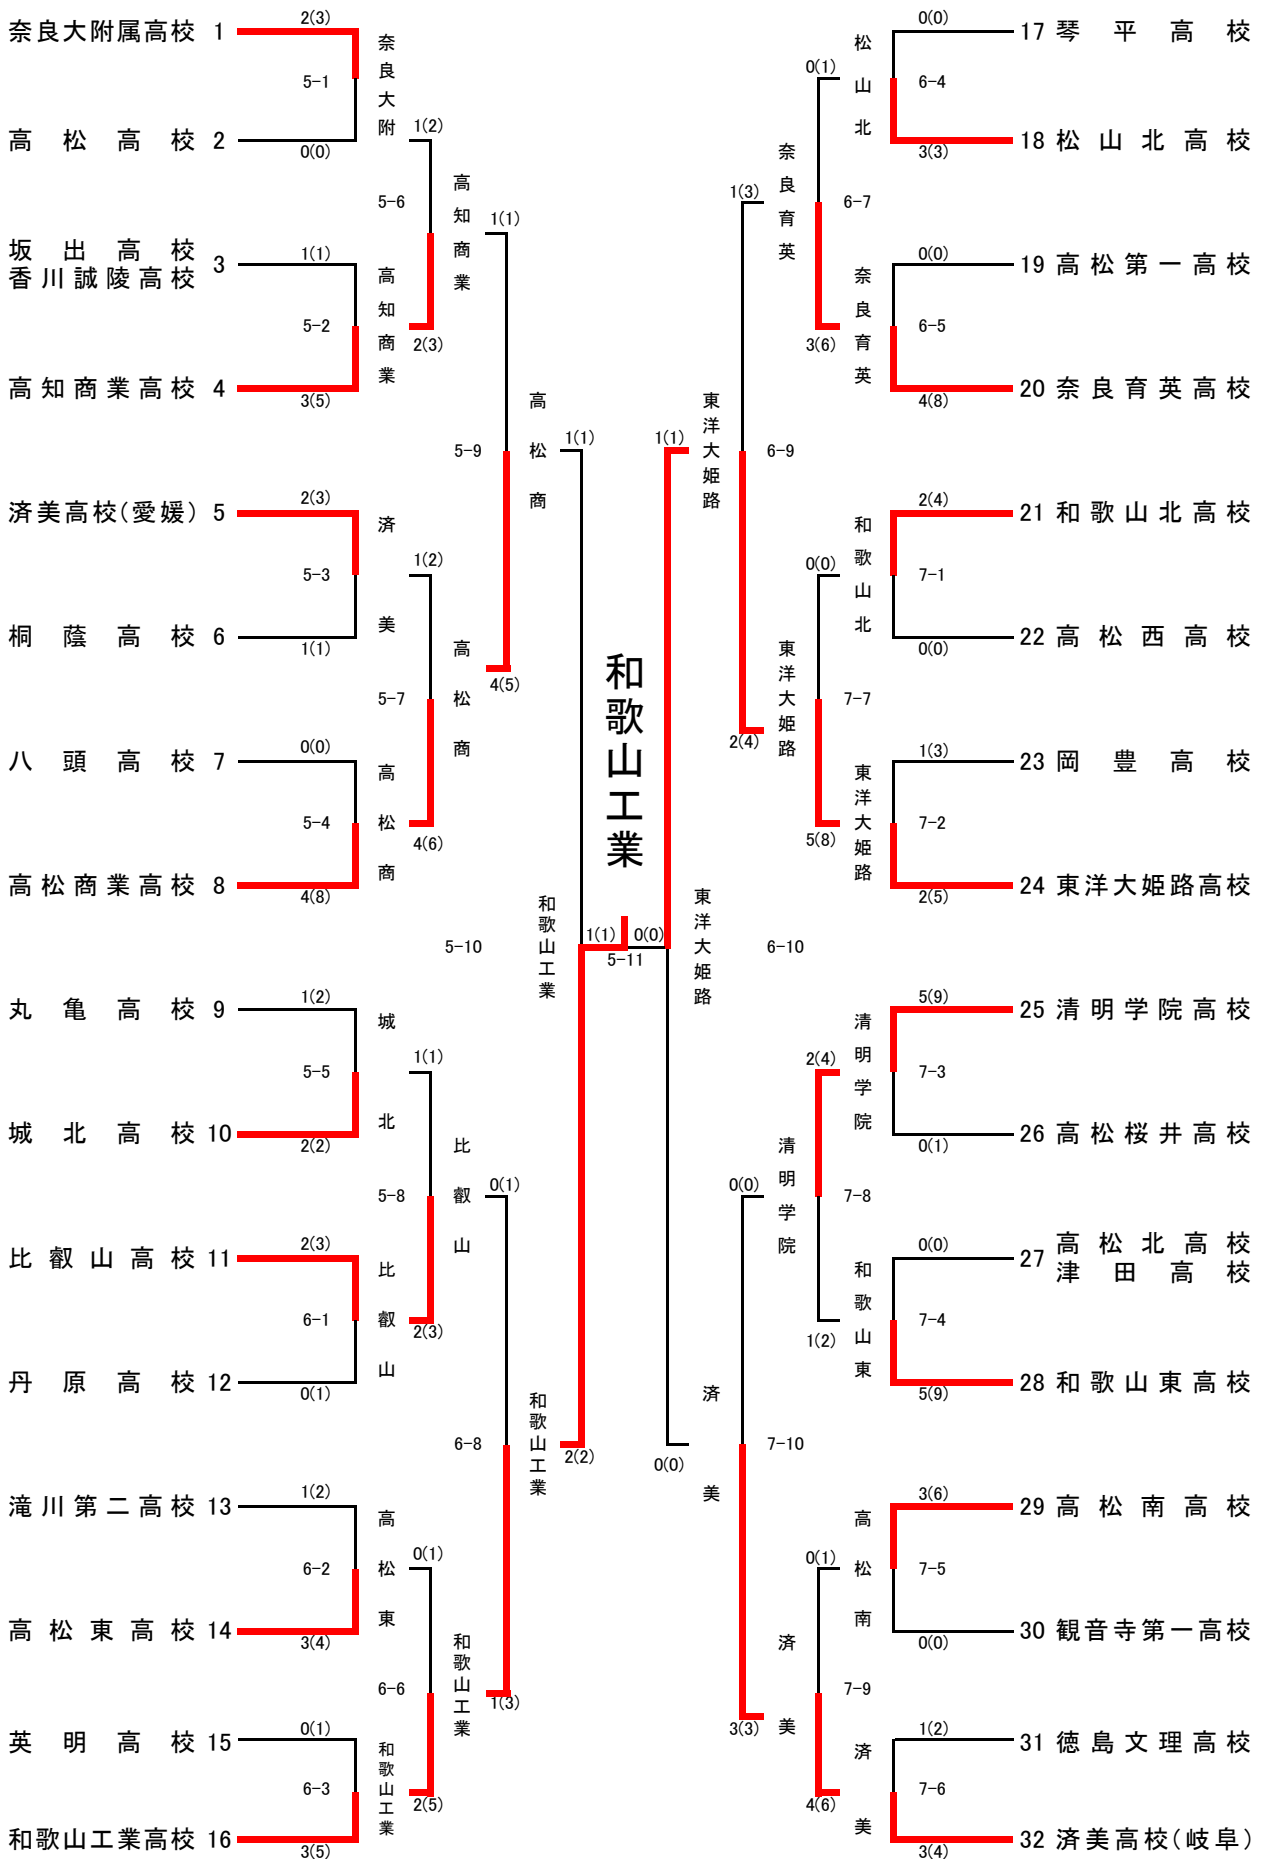 奈良大附属高校 1
2(3)
5-1
高松高校 2
0(0)
奈良大附
1(2)
5-6
坂出高校
香川誠陵高校
3
1(1)
5-2
高知商業高校 4
3(5)
高知商業
2(3)
高知商業
1(1)
5-9
済美高校(愛媛) 5
2(3)
5-3
桐蔭高校 6
1(1)
済美
1(2)
5-7
八頭高校 7
0(0)
5-4
高松商業高校 8
4(8)
高松商
4(6)
高松商
4(5)
高松商
1(1)
5-10
丸亀高校 9
1(2)
5-5
城北高校 10
2(2)
城北
1(1)
5-8
比叡山高校 11
2(3)
6-1
丹原高校 12
0(1)
比叡山
2(3)
比叡山
0(1)
6-8
滝川第二高校 13
1(2)
6-2
高松東高校 14
3(4)
高松東
0(1)
6-6
英明高校 15
0(1)
6-3
和歌山工業高校 16
3(5)
和歌山工業
2(5)
和歌山工業
1(3)
和歌山工業
2(2)
和歌山工業
1(1)
5-11
0(0)
和歌山工業
17 琴平高校
0(0)
6-4
18 松山北高校
3(3)
松山北
0(1)
6-7
19 高松第一高校
0(0)
6-5
20 奈良育英高校
4(8)
奈良育英
3(6)
奈良育英
1(3)
6-9
21 和歌山北高校
2(4)
7-1
22 高松西高校
0(0)
和歌山北
0(0)
7-7
23 岡豊高校
1(3)
7-2
24 東洋大姫路高校
2(5)
東洋大姫路
5(8)
東洋大姫路
2(4)
東洋大姫路
1(1)
東洋大姫路
6-10
25 清明学院高校
5(9)
7-3
26 高松桜井高校
0(1)
清明学院
2(4)
7-8
27 高松北高校
津田高校
0(0)
7-4
28 和歌山東高校
5(9)
和歌山東
1(2)
清明学院
0(0)
7-10
29 高松南高校
3(6)
7-5
30 観音寺第一高校
0(0)
高松南
0(1)
7-9
31 徳島文理高校
1(2)
7-6
32 済美高校(岐阜)
3(4)
済美
4(6)
済美
3(3)
済美
0(0)